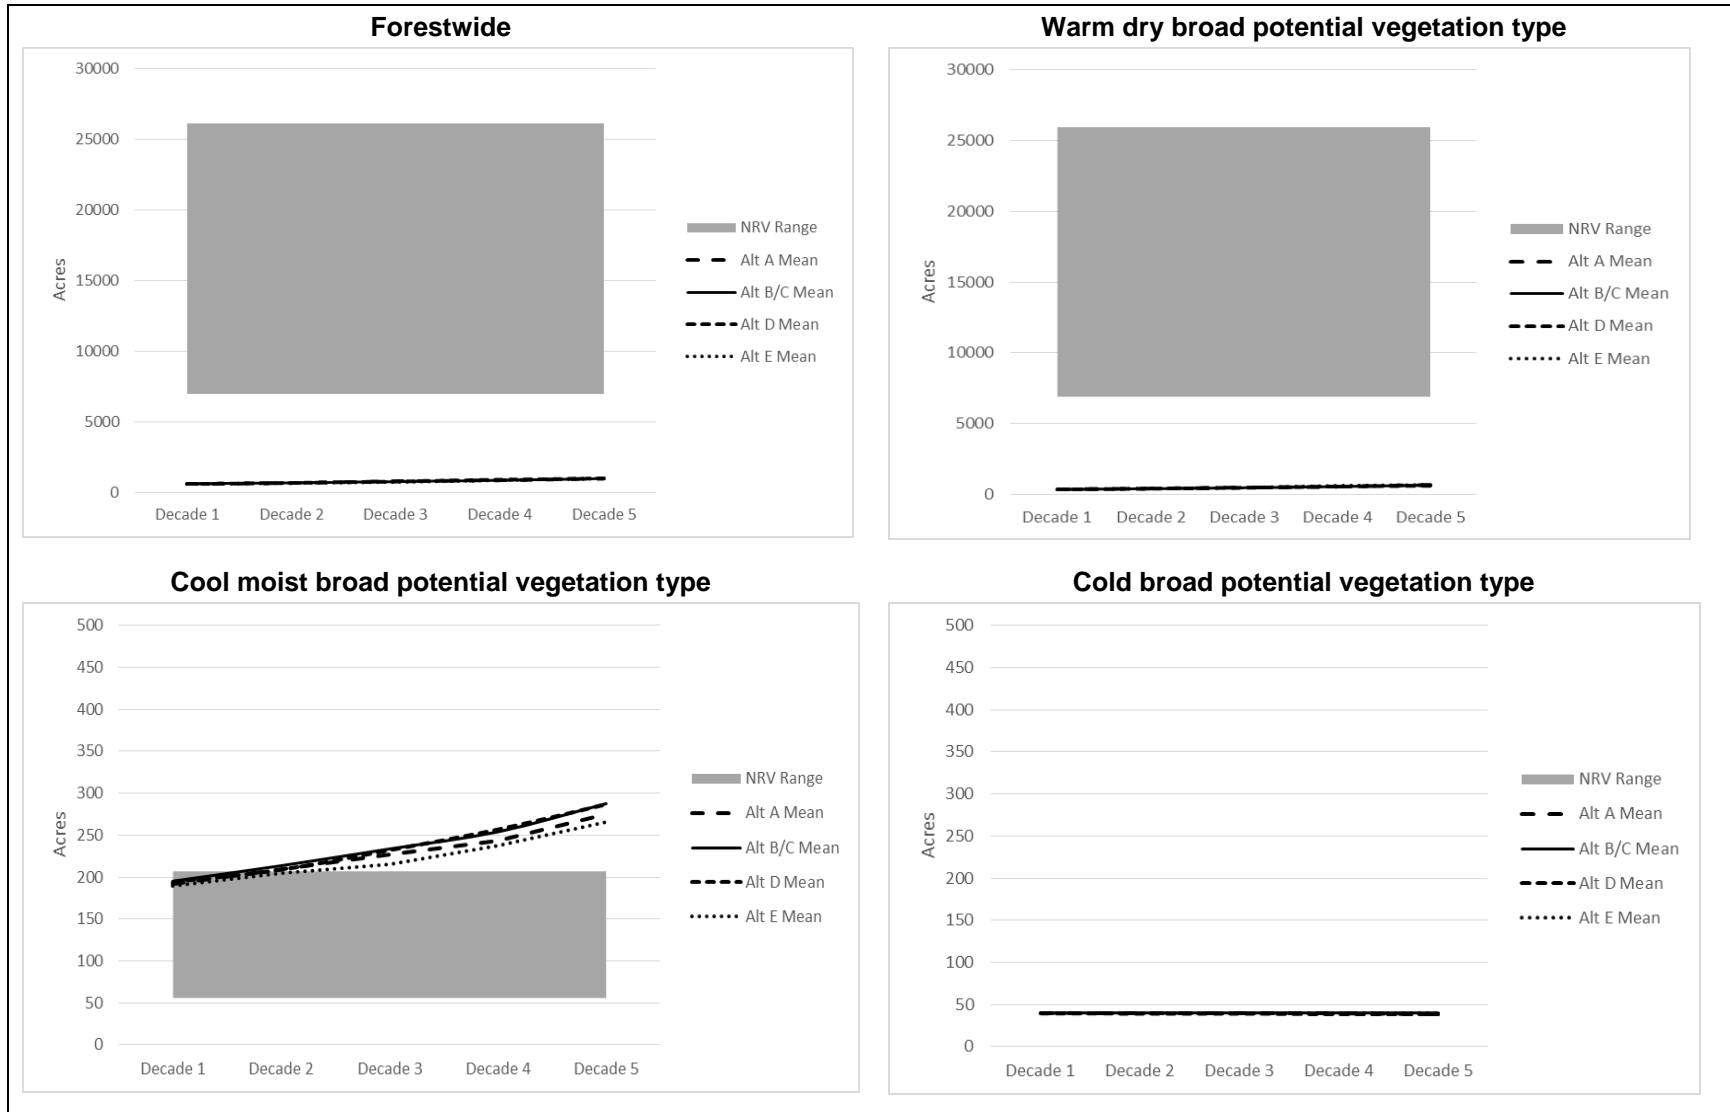 Forestwide
30000
25000
20000
15000
10000
5000
0
Acres
Decade 1 Decade 2 Decade 3 Decade 4 Decade 5
NRV Range
Alt A Mean
Alt B/C Mean
Alt D Mean
Alt E Mean
Warm dry broad potential vegetation type
30000
25000
20000
15000
10000
5000
0
Acres
Decade 1 Decade 2 Decade 3 Decade 4 Decade 5
NRV Range
Alt A Mean
Alt B/C Mean
Alt D Mean
Alt E Mean
Cool moist broad potential vegetation type
500
450
400
350
300
250
200
150
100
50
0
Acres
Decade 1 Decade 2 Decade 3 Decade 4 Decade 5
NRV Range
Alt A Mean
Alt B/C Mean
Alt D Mean
Alt E Mean
Cold broad potential vegetation type
500
450
400
350
300
250
200
150
100
50
0
Acres
Decade 1 Decade 2 Decade 3 Decade 4 Decade 5
NRV Range
Alt A Mean
Alt B/C Mean
Alt D Mean
Alt E Mean